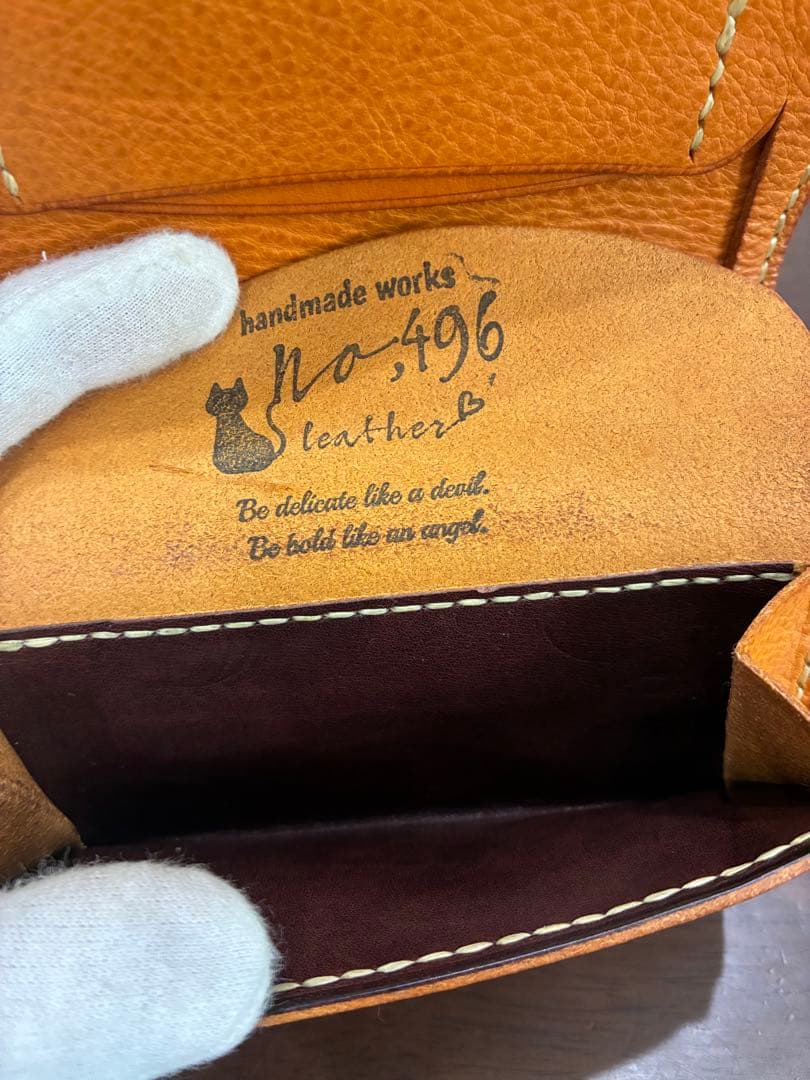 handmade works
no,496
leather
Be delicate like a devil.
Be bold like an angel.